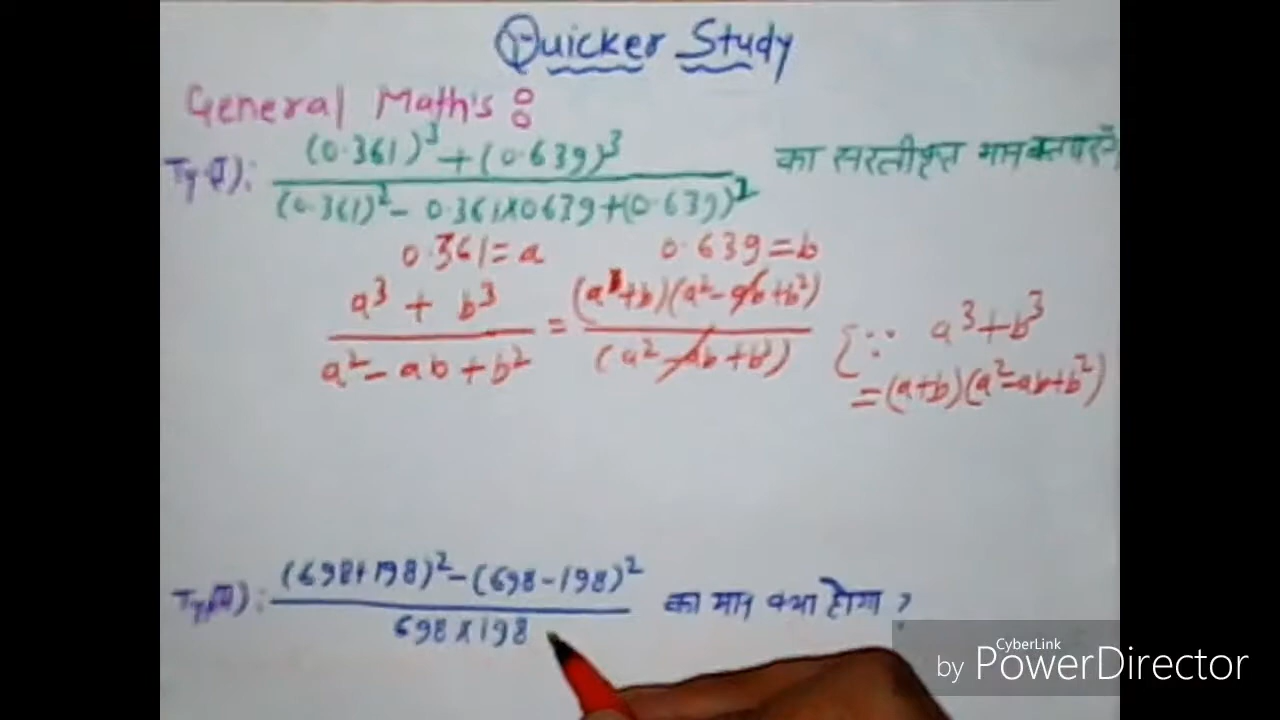 Quicker Study
General Math's :
(0.361)³ + (0.639)³
का सरलीकृत मान
(0.361)² - 0.361×0.639+(0.639)²
0.361=a 0.639=b
a³ + b³ = (a+b)(a²-ab+b²)
a² - ab + b² (a²-ab+b²)
{∵ a³+b³
=(a+b)(a²-ab+b²)
(698+198)²-(698-198)²
का मान क्या होगा ?
698×198
CyberLink
by PowerDirector